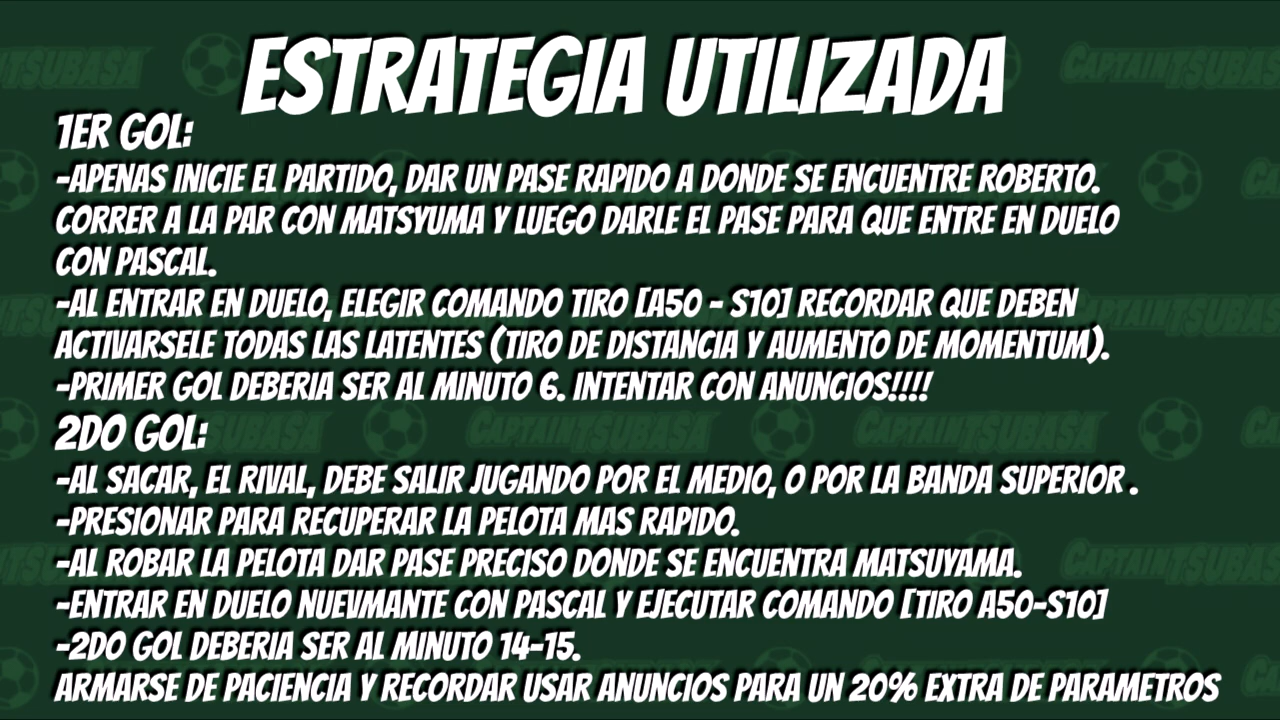 ESTRATEGIA UTILIZADA
1ER GOL:
-APENAS INICIE EL PARTIDO, DAR UN PASE RAPIDO A DONDE SE ENCUENTRE ROBERTO.
CORRER A LA PAR CON MATSYUMA Y LUEGO DARLE EL PASE PARA QUE ENTRE EN DUELO
CON PASCAL.
-AL ENTRAR EN DUELO, ELEGIR COMANDO TIRO [A50 - S10] RECORDAR QUE DEBEN
ACTIVARSELE TODAS LAS LATENTES (TIRO DE DISTANCIA Y AUMENTO DE MOMENTUM).
-PRIMER GOL DEBERIA SER AL MINUTO 6. INTENTAR CON ANUNCIOS!!!!
2DO GOL:
-AL SACAR, EL RIVAL, DEBE SALIR JUGANDO POR EL MEDIO, O POR LA BANDA SUPERIOR.
-PRESIONAR PARA RECUPERAR LA PELOTA MAS RAPIDO.
-AL ROBAR LA PELOTA DAR PASE PRECISO DONDE SE ENCUENTRA MATSUYAMA.
-ENTRAR EN DUELO NUEVMANTE CON PASCAL Y EJECUTAR COMANDO [TIRO A50-S10]
-2DO GOL DEBERIA SER AL MINUTO 14-15.
ARMARSE DE PACIENCIA Y RECORDAR USAR ANUNCIOS PARA UN 20% EXTRA DE PARAMETROS